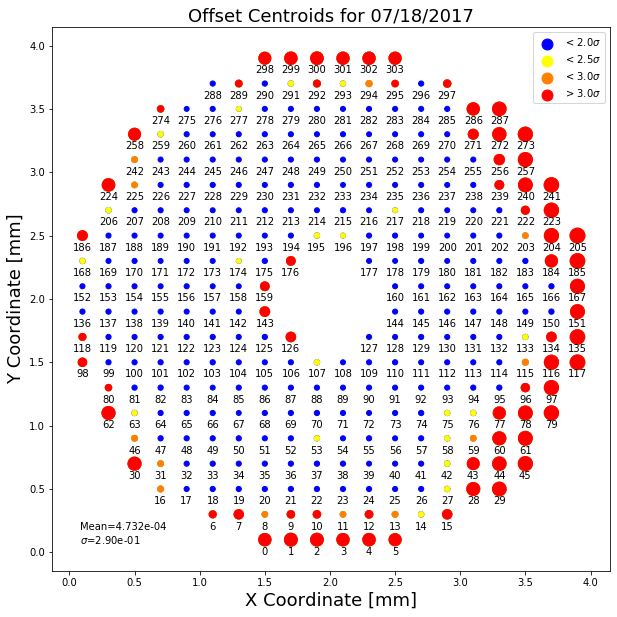 Offset Centroids for 07/18/2017
< 2.0σ
< 2.5σ
< 3.0σ
> 3.0σ
4.0
298 299 300 301 302 303
288 289 290 291 292 293 294 295 296 297
3.5
274 275 276 277 278 279 280 281 282 283 284 285 286 287
258 259 260 261 262 263 264 265 266 267 268 269 270 271 272 273
3.0
242 243 244 245 246 247 248 249 250 251 252 253 254 255 256 257
224 225 226 227 228 229 230 231 232 233 234 235 236 237 238 239 240 241
206 207 208 209 210 211 212 213 214 215 216 217 218 219 220 221 222 223
2.5
186 187 188 189 190 191 192 193 194 195 196 197 198 199 200 201 202 203 204 205
168 169 170 171 172 173 174 175 176 177 178 179 180 181 182 183 184 185
2.0
152 153 154 155 156 157 158 159 160 161 162 163 164 165 166 167
136 137 138 139 140 141 142 143 144 145 146 147 148 149 150 151
118 119 120 121 122 123 124 125 126 127 128 129 130 131 132 133 134 135
1.5
98 99 100 101 102 103 104 105 106 107 108 109 110 111 112 113 114 115 116 117
80 81 82 83 84 85 86 87 88 89 90 91 92 93 94 95 96 97
1.0
62 63 64 65 66 67 68 69 70 71 72 73 74 75 76 77 78 79
46 47 48 49 50 51 52 53 54 55 56 57 58 59 60 61
30 31 32 33 34 35 36 37 38 39 40 41 42 43 44 45
0.5
16 17 18 19 20 21 22 23 24 25 26 27 28 29
6 7 8 9 10 11 12 13 14 15
0.0
0 1 2 3 4 5
Mean=4.732e-04
σ=2.90e-01
0.0 0.5 1.0 1.5 2.0 2.5 3.0 3.5 4.0
X Coordinate [mm]
Y Coordinate [mm]